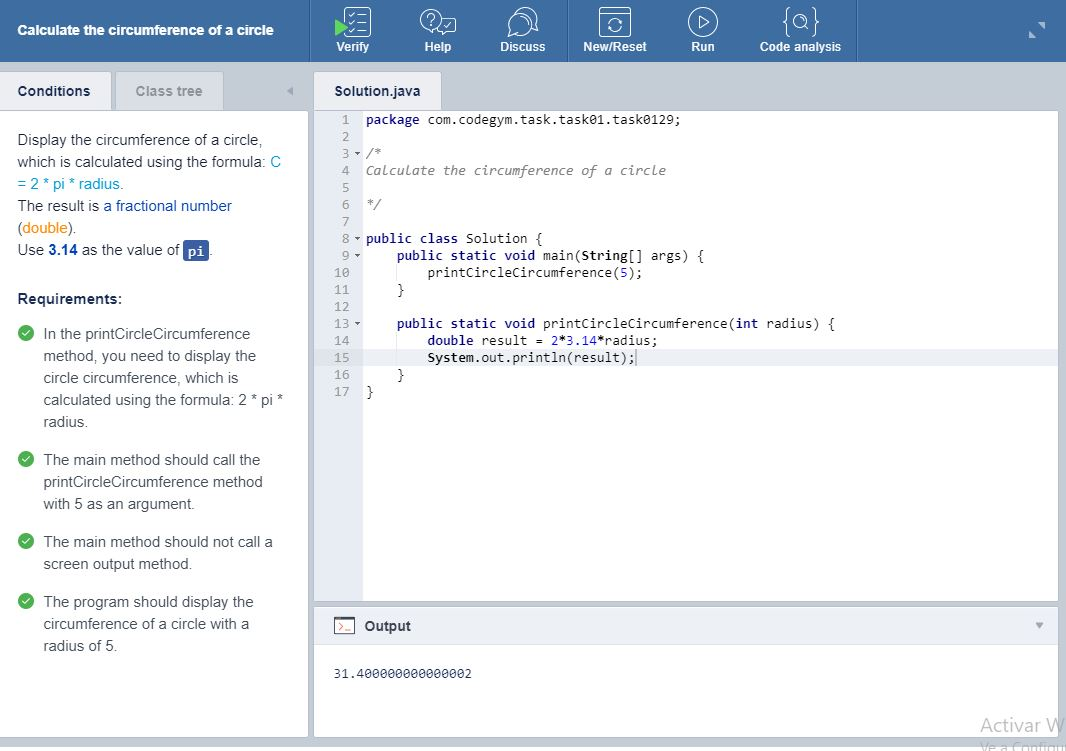 Calculate the circumference of a circle
Verify
Help
Discuss
New/Reset
Run
Code analysis
Conditions
Class tree
Display the circumference of a circle,
which is calculated using the formula: C
= 2 * pi * radius.
The result is a fractional number
(double).
Use 3.14 as the value of pi.
Requirements:
In the printCircleCircumference
method, you need to display the
circle circumference, which is
calculated using the formula: 2 * pi *
radius.
The main method should call the
printCircleCircumference method
with 5 as an argument.
The main method should not call a
screen output method.
The program should display the
circumference of a circle with a
radius of 5.
Solution.java
1 package com.codegym.task.task01.task0129;
2
3 /*
4 Calculate the circumference of a circle
5
6 */
7
8 public class Solution {
9     public static void main(String[] args) {
10         printCircleCircumference(5);
11     }
12
13     public static void printCircleCircumference(int radius) {
14         double result = 2*3.14*radius;
15         System.out.println(result);
16     }
17 }
Output
31.400000000000002
Activar W
Ve a Configu